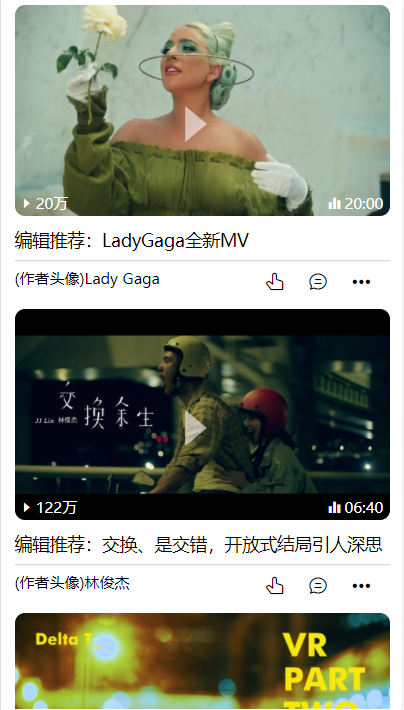 20万
20:00
编辑推荐：LadyGaga全新MV
(作者头像)Lady Gaga
交换余生
JJ Lin 林俊杰
122万
06:40
编辑推荐：交换、是交错，开放式结局引人深思
(作者头像)林俊杰
Delta T
VR
PART
TWO